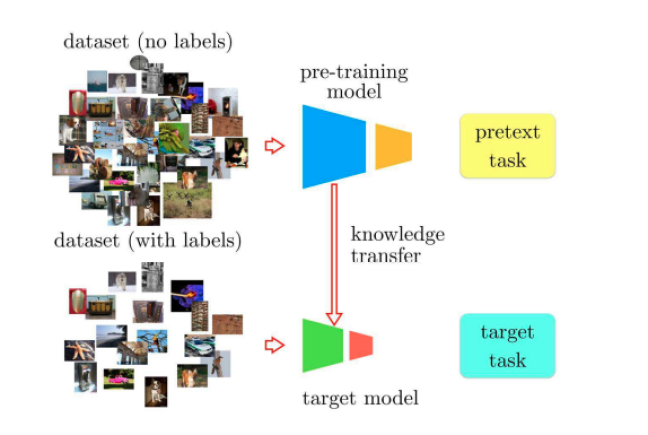 dataset (no labels)
pre-training
model
pretext
task
dataset (with labels)
knowledge
transfer
target
task
target model